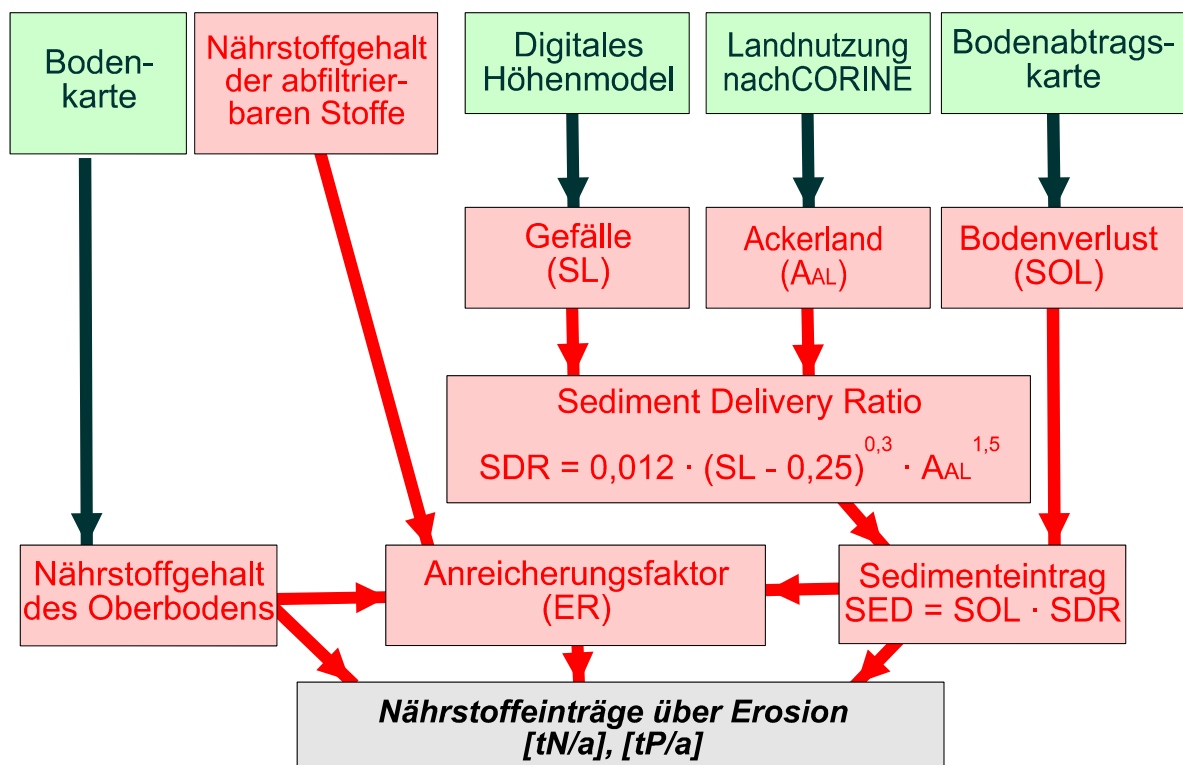 Boden-
karte
Nährstoffgehalt
der abfiltrier-
baren Stoffe
Digitales
Höhenmodel
Landnutzung
nachCORINE
Bodenabtrags-
karte
Gefälle
(SL)
Ackerland
(AAL)
Bodenverlust
(SOL)
Sediment Delivery Ratio
SDR = 0,012 · (SL - 0,25)^0,3 · AAL^1,5
Nährstoffgehalt
des Oberbodens
Anreicherungsfaktor
(ER)
Sedimenteintrag
SED = SOL · SDR
Nährstoffeinträge über Erosion
[tN/a], [tP/a]